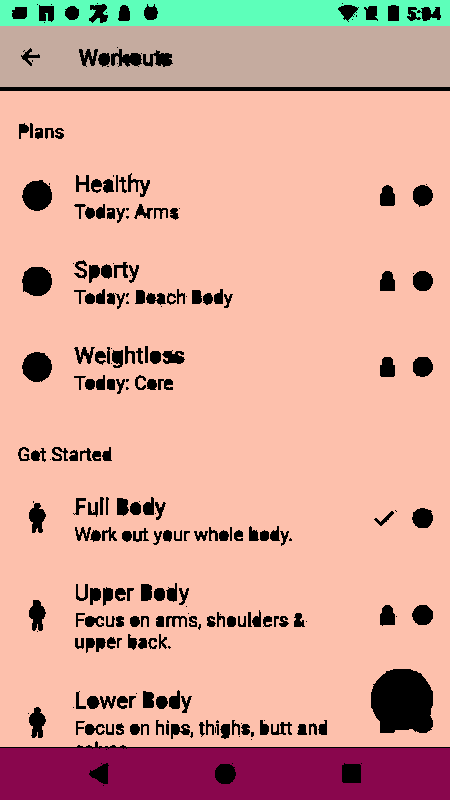 5:04
Workouts
Plans
Healthy
Today: Arms
Sporty
Today: Beach Body
Weightloss
Today: Core
Get Started
Full Body
Work out your whole body.
Upper Body
Focus on arms, shoulders &
upper back.
Lower Body
Focus on hips, thighs, butt and